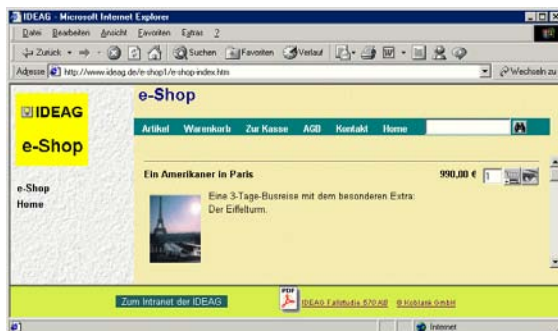 IDEAG - Microsoft Internet Explorer
Datei Bearbeiten Ansicht Favoriten Extras ?
Zurück Suchen Favoriten Verlauf
Adresse http://www.ideag.de/e-shop1/e-shop-index.htm Wechseln zu
IDEAG
e-Shop
e-Shop
Home
e-Shop
Artikel Warenkorb Zur Kasse AGB Kontakt Home
Ein Amerikaner in Paris 990,00 € 1
Eine 3-Tage-Busreise mit dem besonderen Extra:
Der Eiffelturm.
Zum Intranet der IDEAG PDF IDEAG Fallstudie 570 KB © Koblank GmbH
Internet